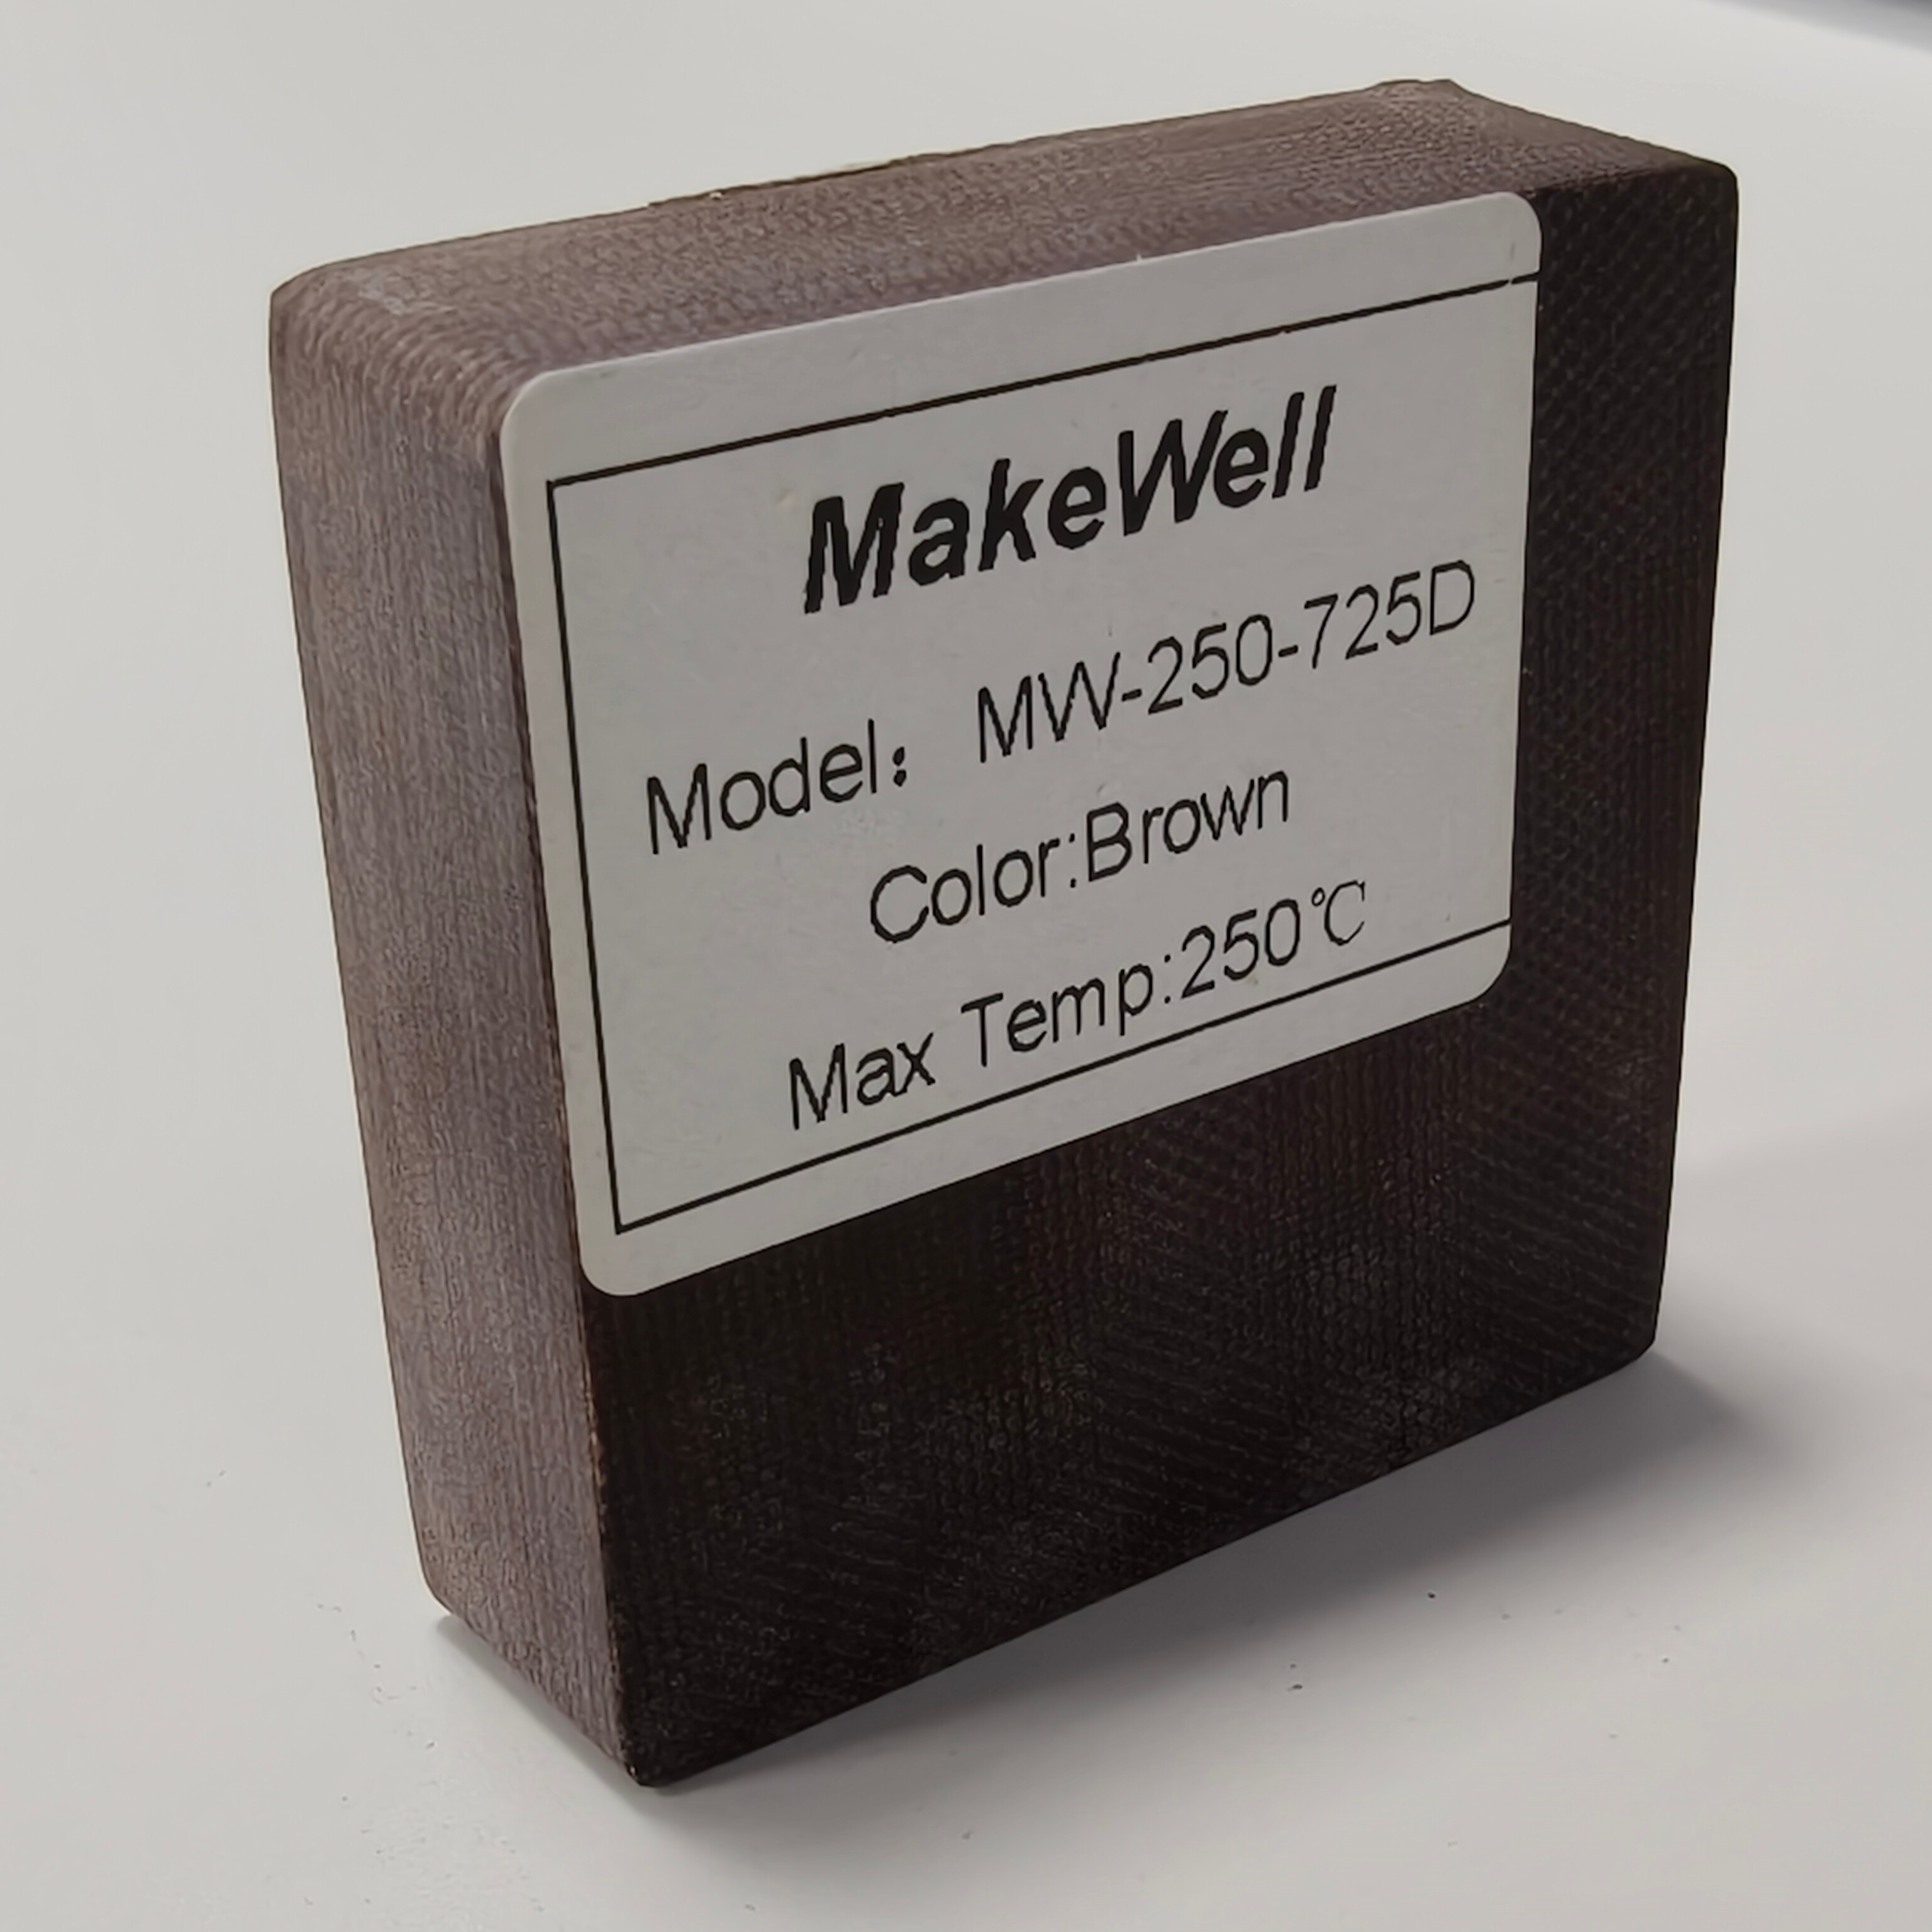 MakeWell
Model： MW-250-725D
Color:Brown
Max Temp:250℃